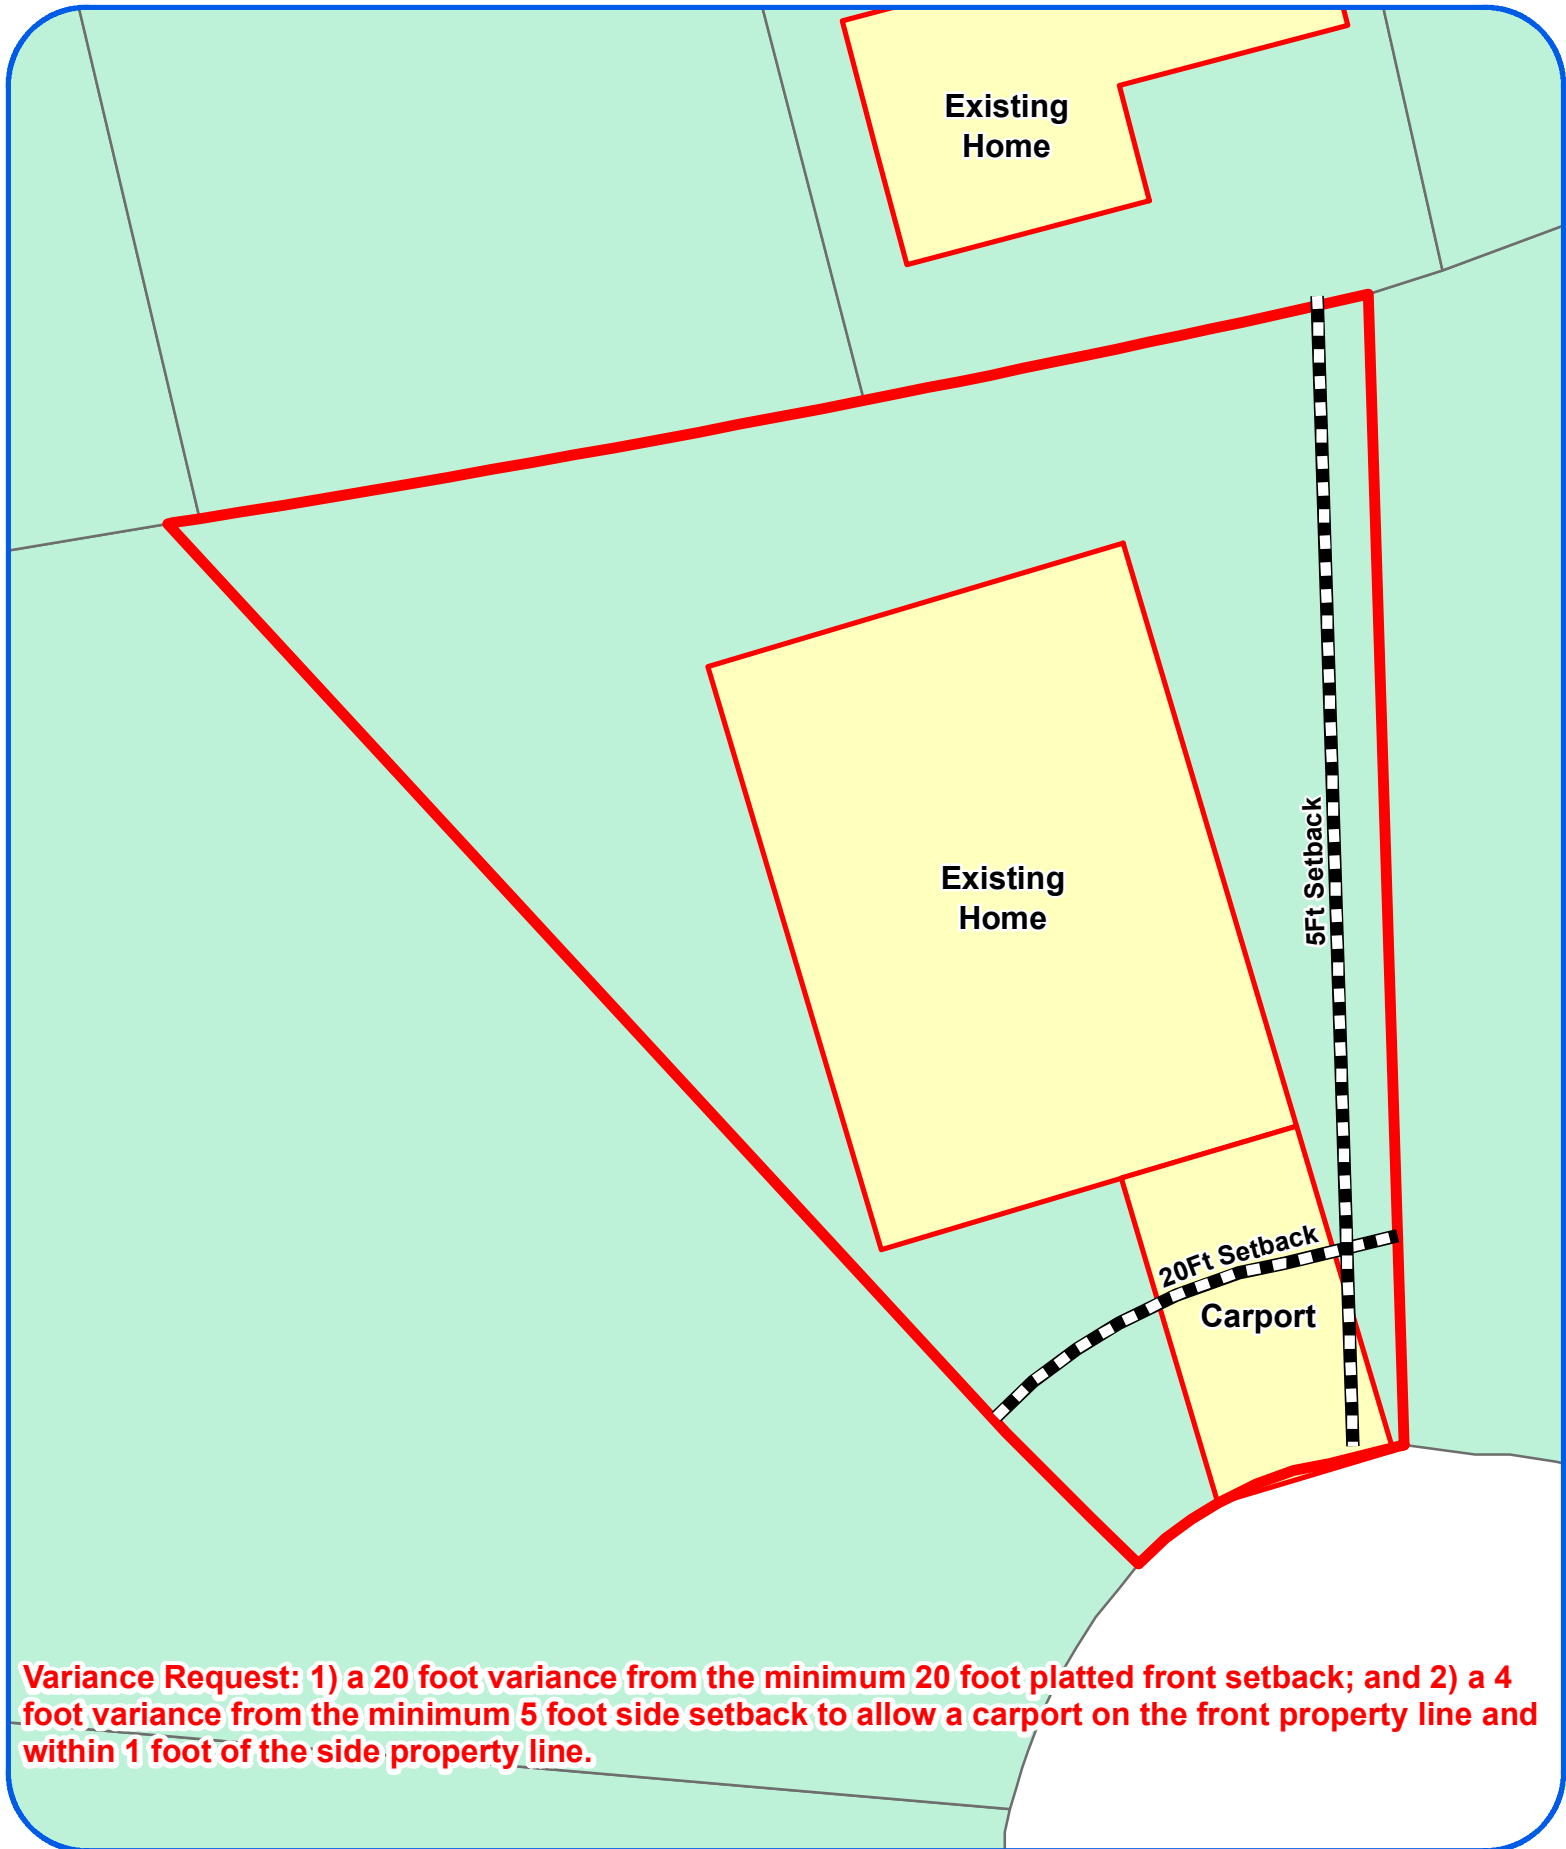 Existing
Home
5Ft Setback
Existing
Home
20Ft Setback
Carport
Variance Request: 1) a 20 foot variance from the minimum 20 foot platted front setback; and 2) a 4
foot variance from the minimum 5 foot side setback to allow a carport on the front property line and
within 1 foot of the side property line.